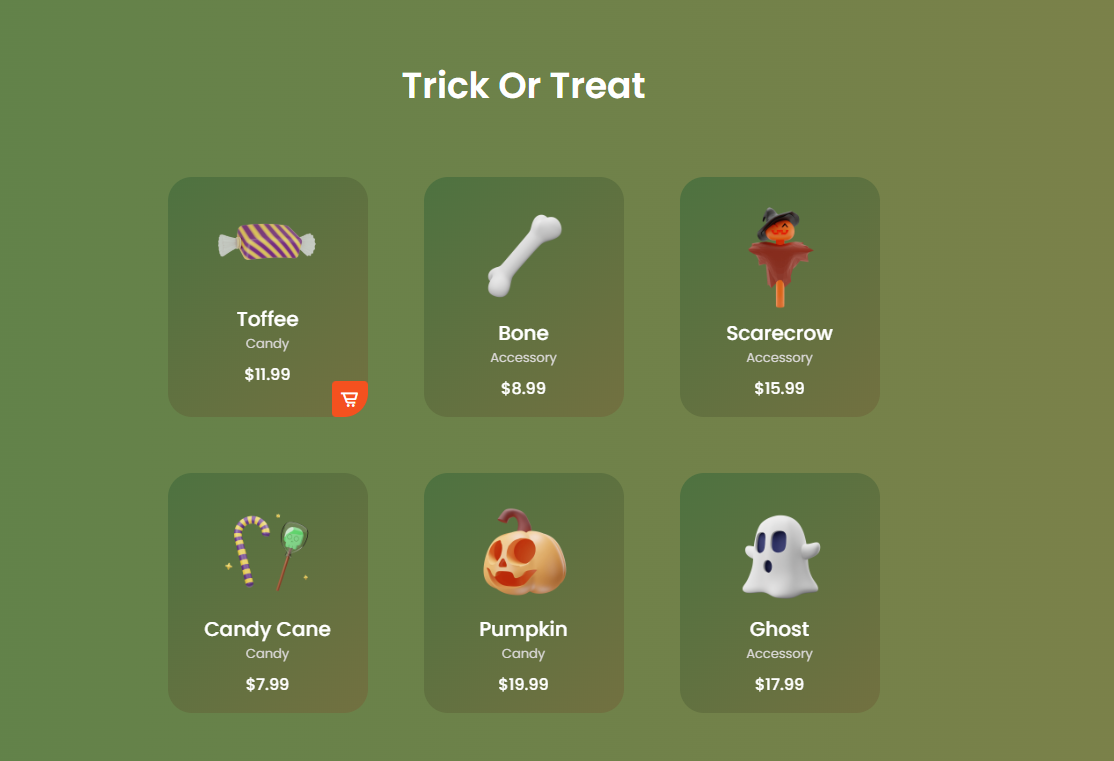 Trick Or Treat
Toffee
Candy
$11.99
Bone
Accessory
$8.99
Scarecrow
Accessory
$15.99
Candy Cane
Candy
$7.99
Pumpkin
Candy
$19.99
Ghost
Accessory
$17.99